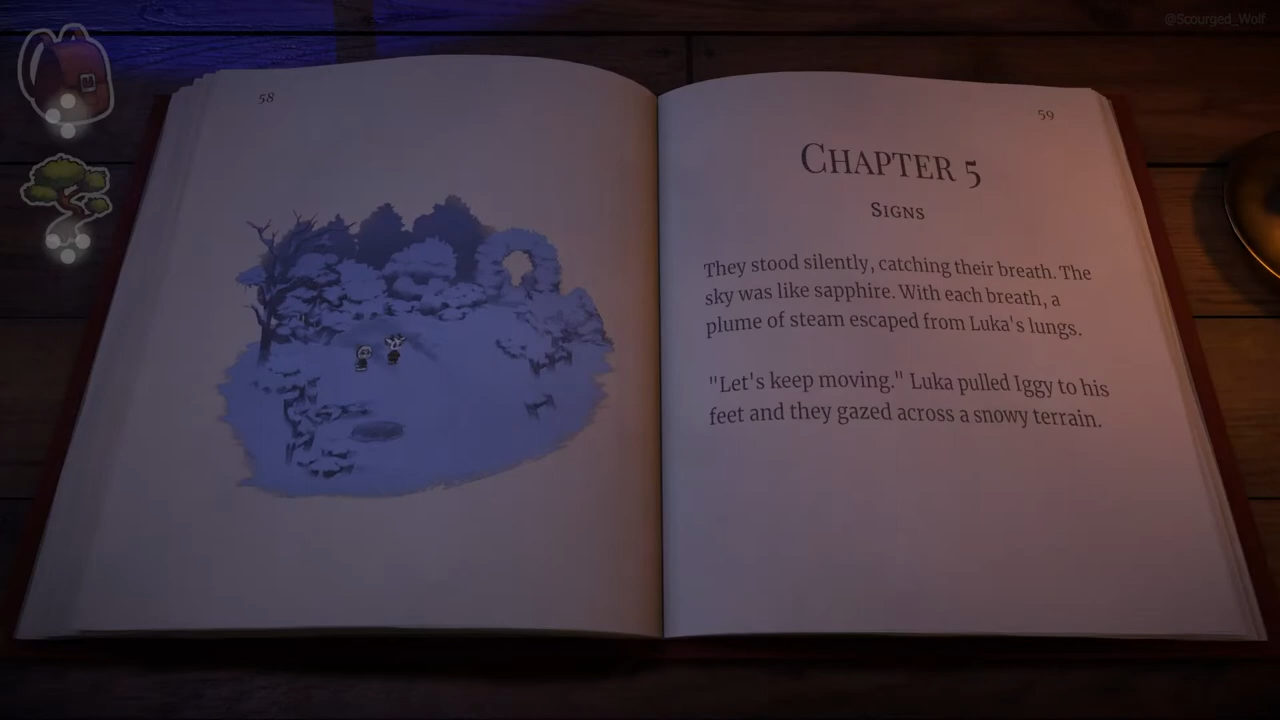 @Scourged_Wolf
58
59
CHAPTER 5
SIGNS
They stood silently, catching their breath. The
sky was like sapphire. With each breath, a
plume of steam escaped from Luka's lungs.
"Let's keep moving." Luka pulled Iggy to his
feet and they gazed across a snowy terrain.